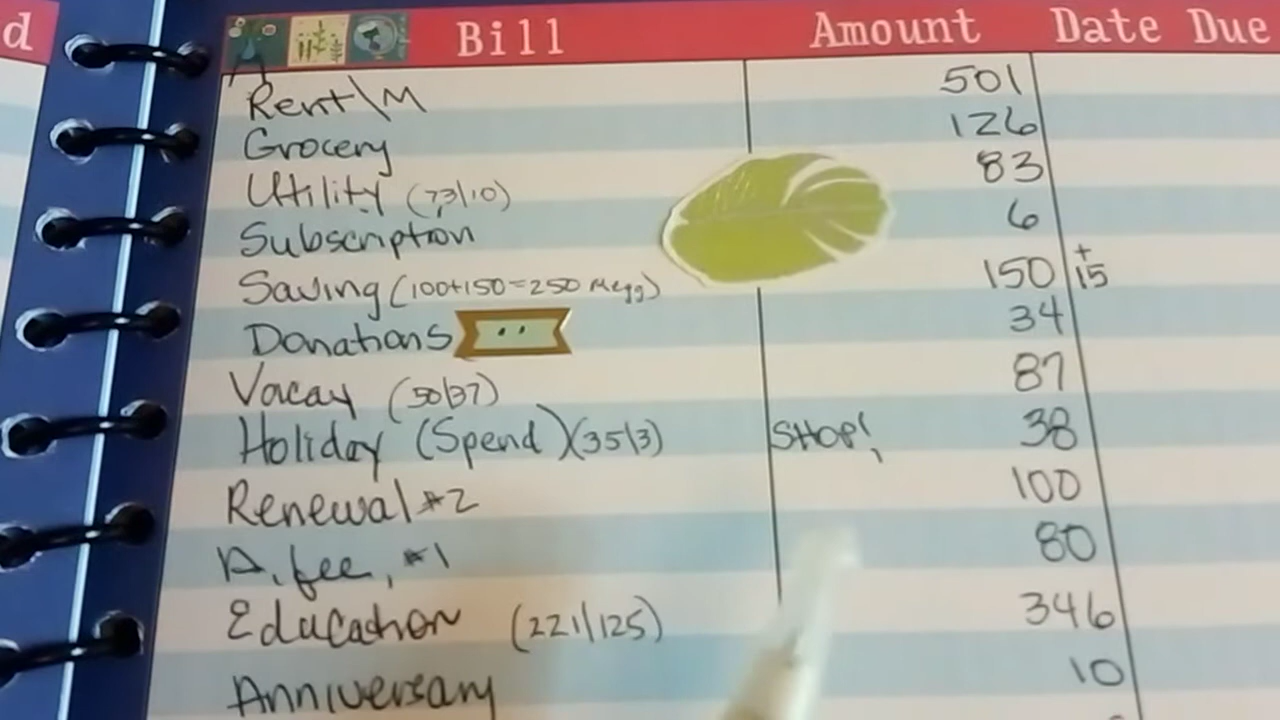 d Bill Amount Date Due
Rent\M 501
Grocery 126
Utility (73/10) 83
Subscription 6
Saving (100+150=250 Megg) 150 +15
Donations 34
Vacay (50/37) 87
Holiday (Spend) (35/3) SHOP! 38
Renewal #2 100
A. fee, #1 80
Education (221/125) 346
Anniversary 10